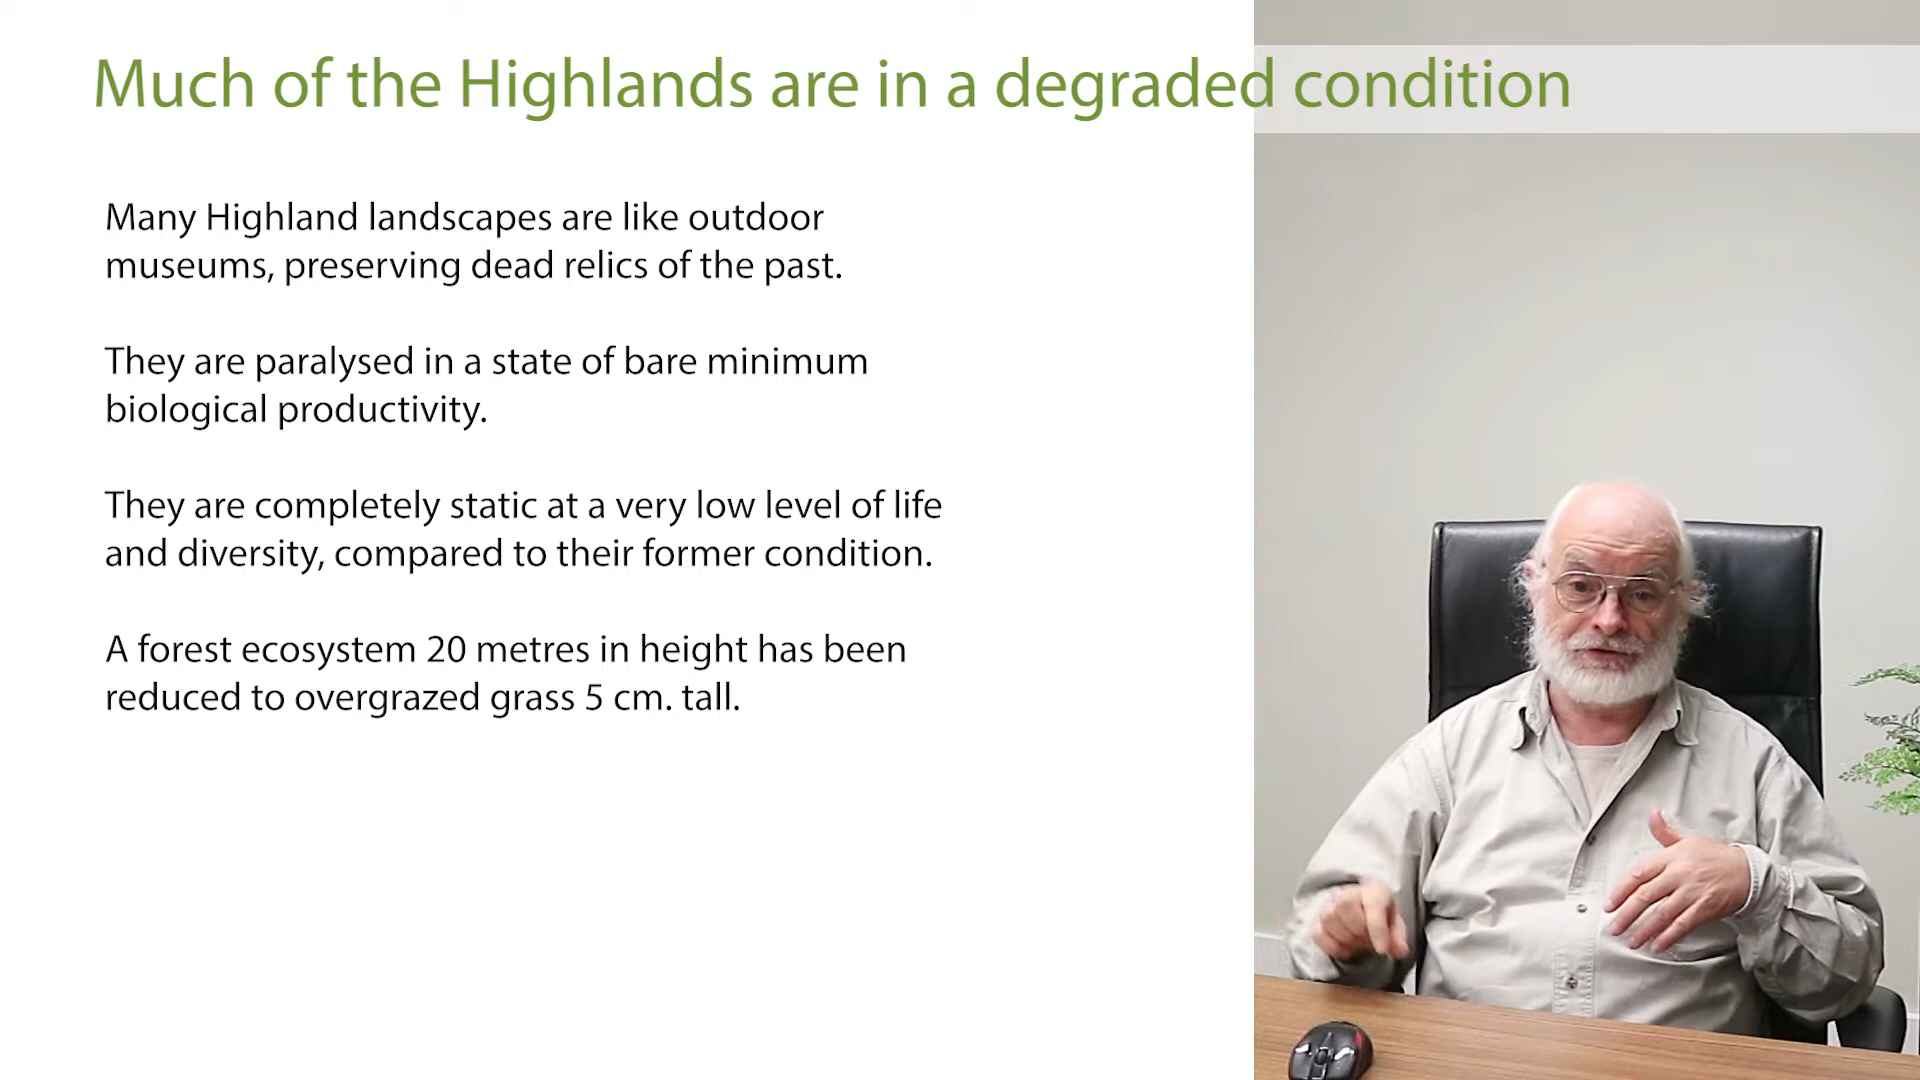 Much of the Highlands are in a degraded condition
Many Highland landscapes are like outdoor
museums, preserving dead relics of the past.
They are paralysed in a state of bare minimum
biological productivity.
They are completely static at a very low level of life
and diversity, compared to their former condition.
A forest ecosystem 20 metres in height has been
reduced to overgrazed grass 5 cm. tall.